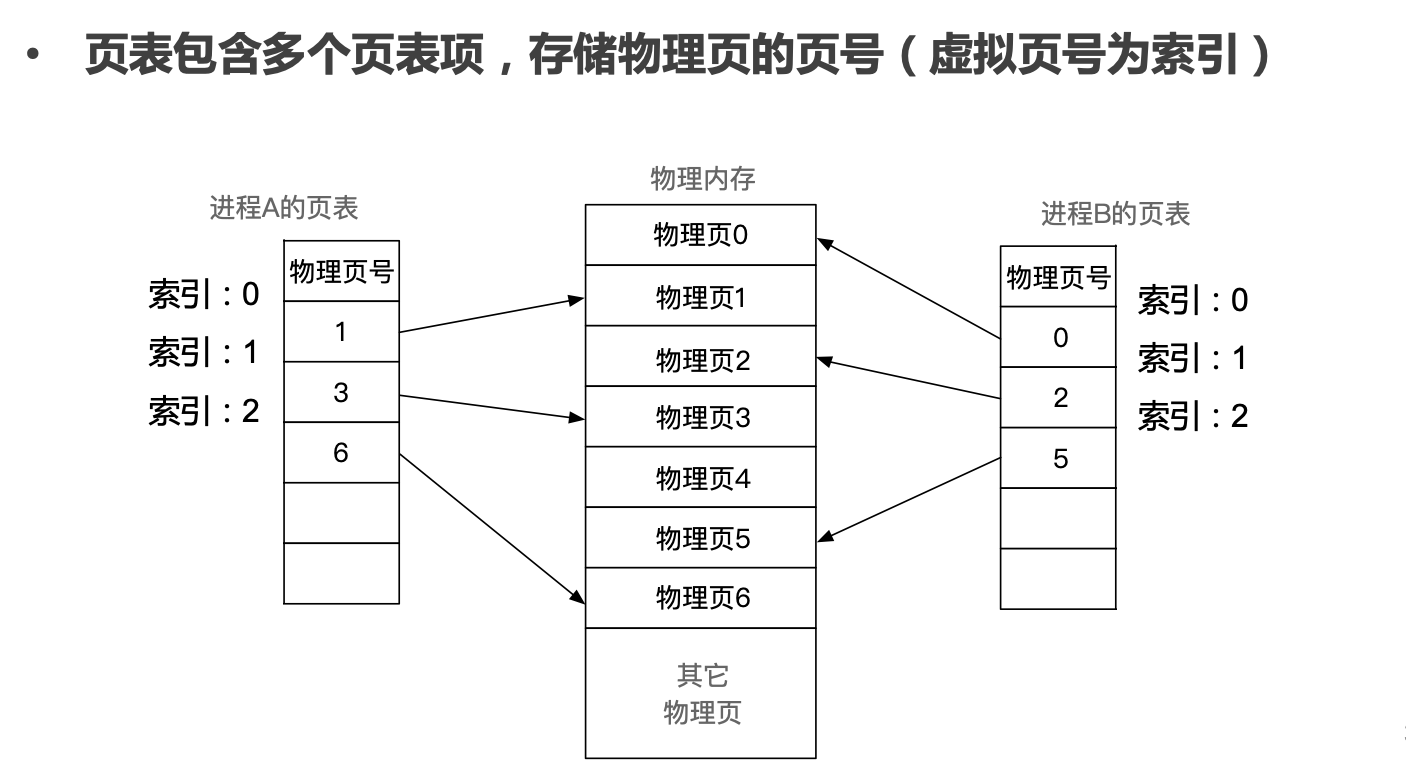 • 页表包含多个页表项，存储物理页的页号（虚拟页号为索引）
物理内存
进程A的页表
进程B的页表
物理页号
索引：0
1
索引：1
3
索引：2
6
物理页0
物理页1
物理页2
物理页3
物理页4
物理页5
物理页6
其它
物理页
物理页号
索引：0
0
索引：1
2
索引：2
5